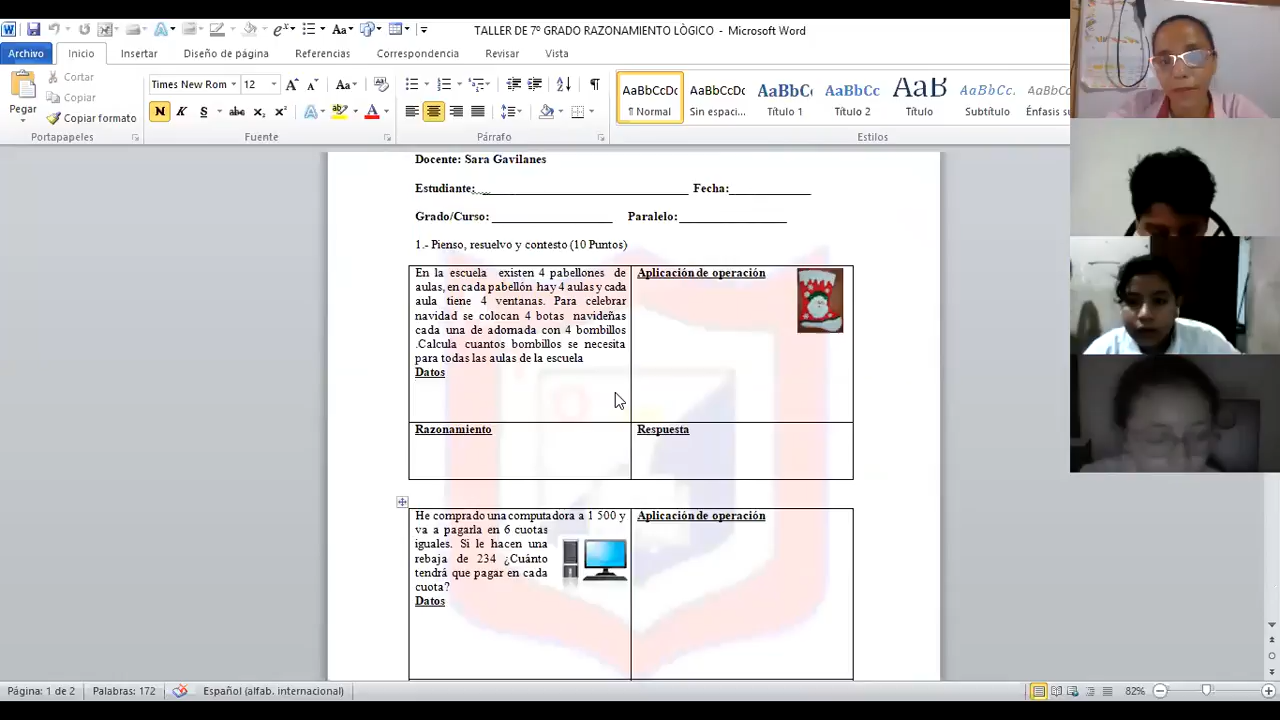 TALLER DE 7º GRADO RAZONAMIENTO LÒGICO - Microsoft Word
Archivo Inicio Insertar Diseño de página Referencias Correspondencia Revisar Vista
Pegar
Cortar
Copiar
Copiar formato
Times New Rom 12
AaBbCcDc AaBbCcDc AaBbC AaBbCc AaB AaBbCc. AaBbCc.
¶ Normal Sin espaci... Título 1 Título 2 Título Subtítulo Énfasis su
Portapapeles Fuente Párrafo Estilos
Docente: Sara Gavilanes
Estudiante: Fecha:
Grado/Curso: Paralelo:
1.- Pienso, resuelvo y contesto (10 Puntos)
En la escuela existen 4 pabellones de
aulas, en cada pabellón hay 4 aulas y cada
aula tiene 4 ventanas. Para celebrar
navidad se colocan 4 botas navideñas
cada una de adornada con 4 bombillos
.Calcula cuantos bombillos se necesita
para todas las aulas de la escuela
Datos
Aplicación de operación
Razonamiento
Respuesta
He comprado una computadora a 1 500 y
va a pagarla en 6 cuotas
iguales. Si le hacen una
rebaja de 234 ¿Cuánto
tendrá que pagar en cada
cuota?
Datos
Aplicación de operación
Página: 1 de 2 Palabras: 172 Español (alfab. internacional) 82%